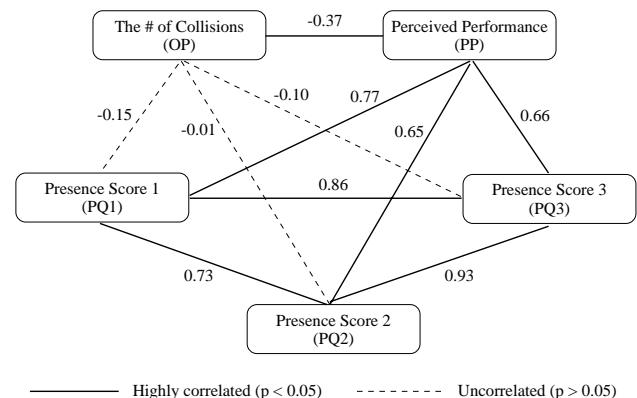 The # of Collisions
(OP)
-0.37
Perceived Performance
(PP)
-0.15
-0.01
-0.10
0.77
0.65
0.66
Presence Score 1
(PQ1)
0.86
Presence Score 3
(PQ3)
0.73
0.93
Presence Score 2
(PQ2)
Highly correlated (p < 0.05)
Uncorrelated (p > 0.05)